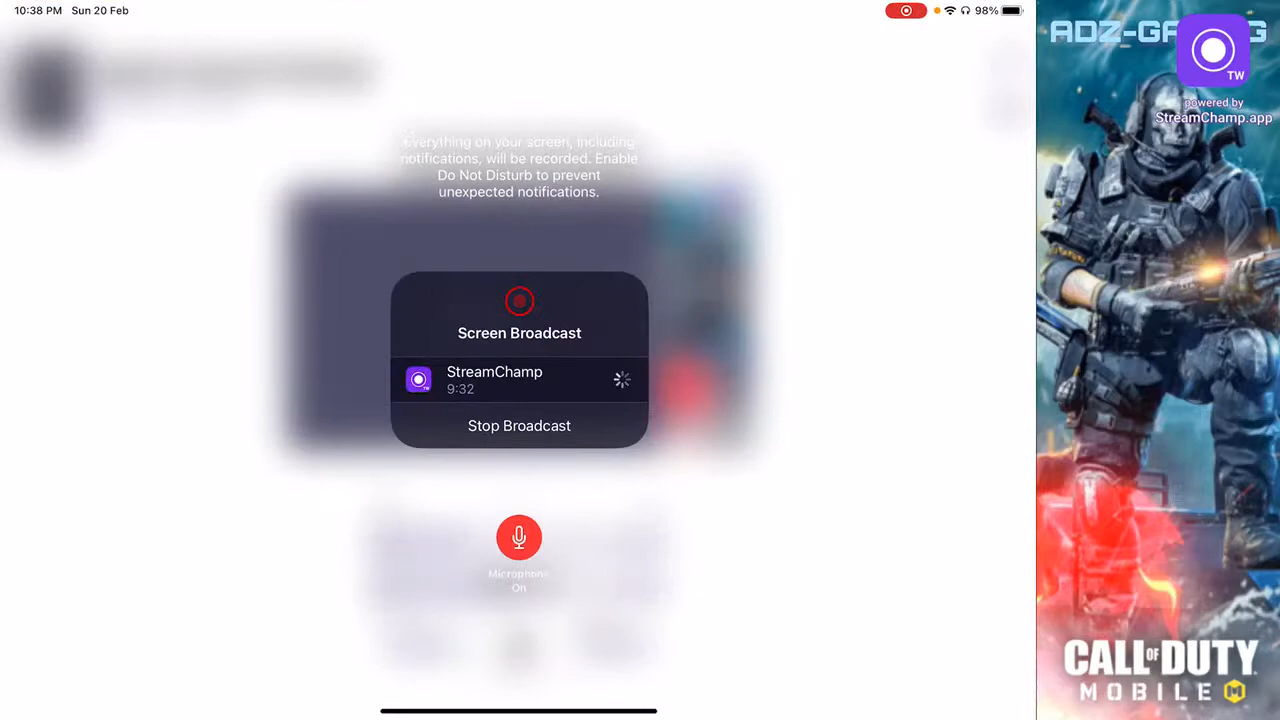 10:38 PM Sun 20 Feb
98%
everything on your screen, including
notifications, will be recorded. Enable
Do Not Disturb to prevent
unexpected notifications.
Screen Broadcast
StreamChamp
9:32
Stop Broadcast
Microphone
On
TW
powered by
StreamChamp.app
CALL OF DUTY
MOBILE